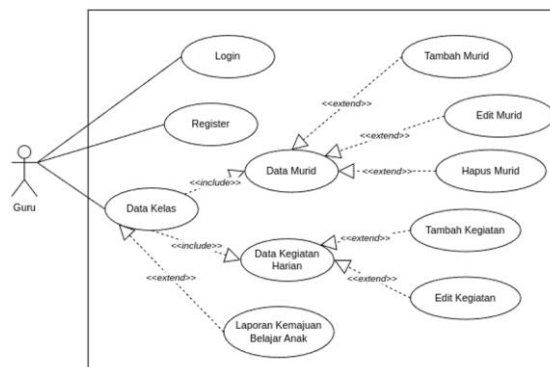 Login
Tambah Murid
<<extend>>
Register
Edit Murid
<<extend>>
Data Murid
<<extend>>
Hapus Murid
Guru
<<include>>
Data Kelas
Tambah Kegiatan
<<extend>>
<<include>>
Data Kegiatan
Harian
<<extend>>
<<extend>>
Edit Kegiatan
Laporan Kemajuan
Belajar Anak